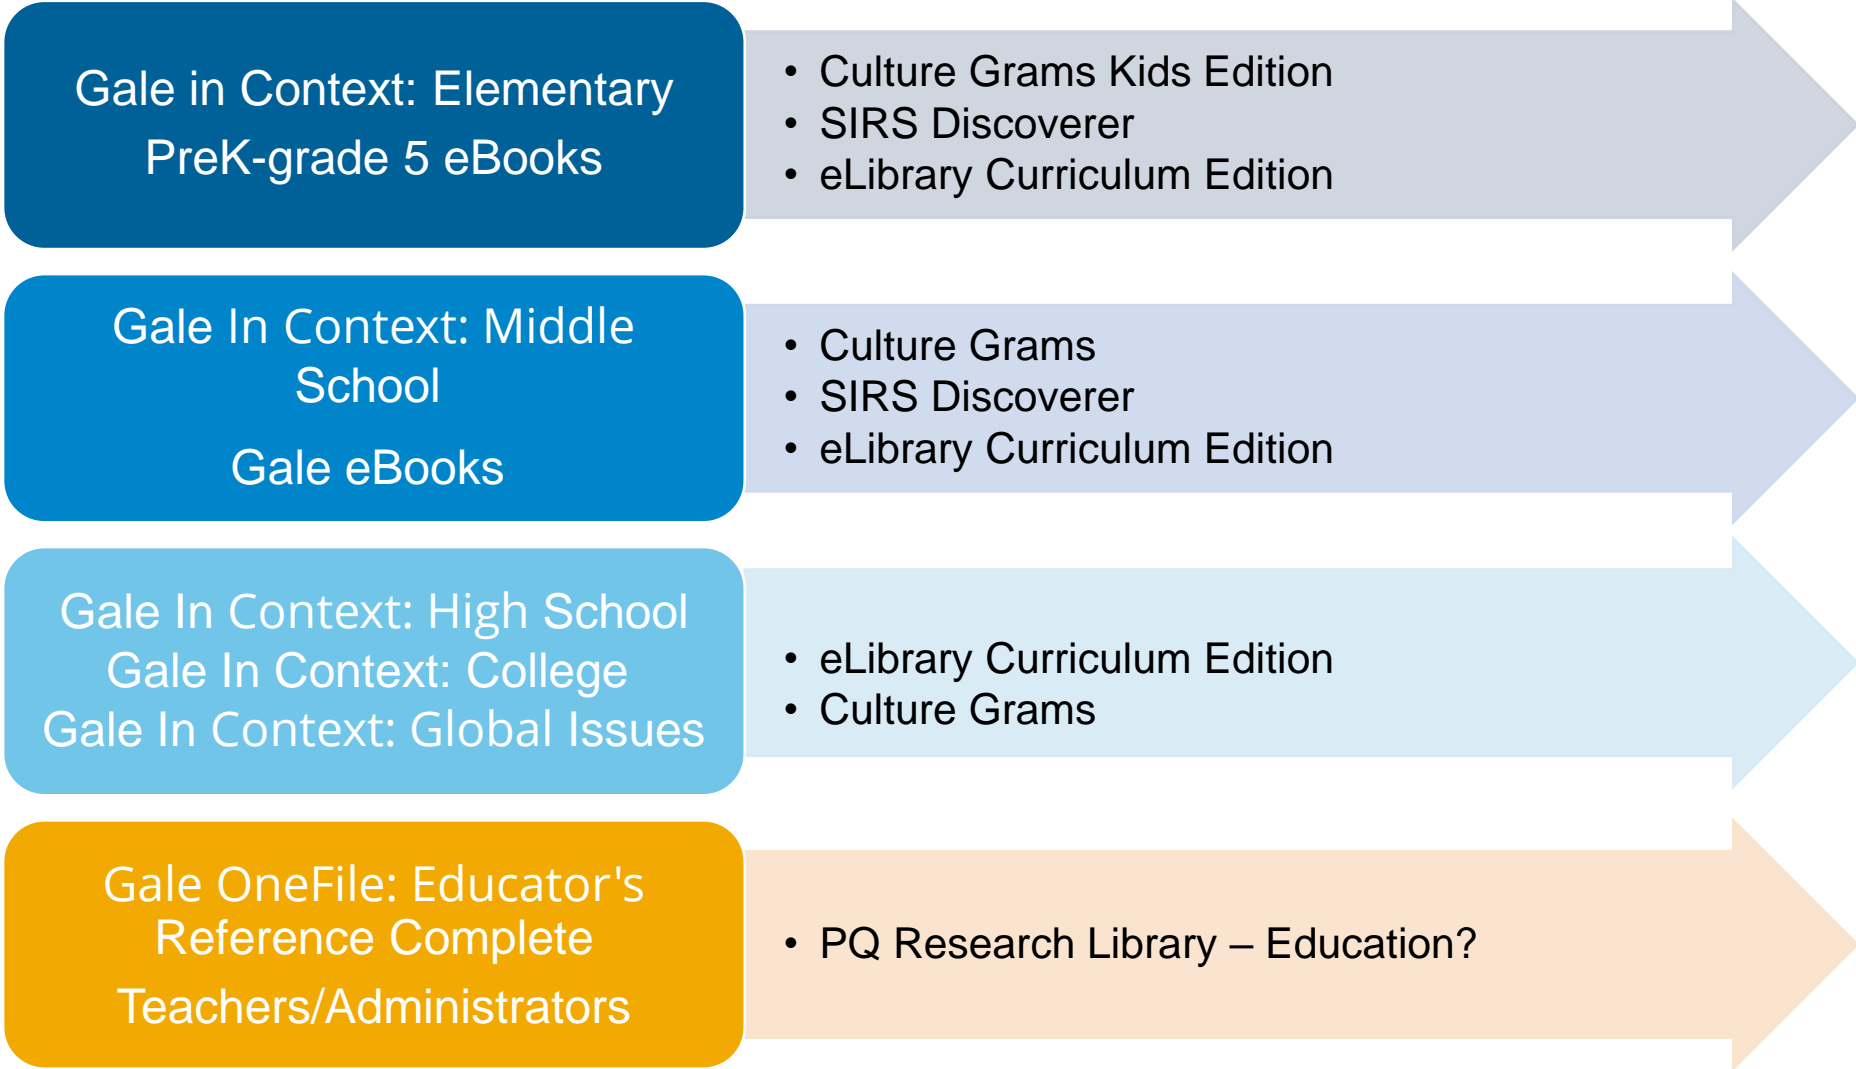 Gale in Context: Elementary
PreK-grade 5 eBooks
• Culture Grams Kids Edition
• SIRS Discoverer
• eLibrary Curriculum Edition
Gale In Context: Middle
School
Gale eBooks
• Culture Grams
• SIRS Discoverer
• eLibrary Curriculum Edition
Gale In Context: High School
Gale In Context: College
Gale In Context: Global Issues
• eLibrary Curriculum Edition
• Culture Grams
Gale OneFile: Educator's
Reference Complete
Teachers/Administrators
• PQ Research Library – Education?